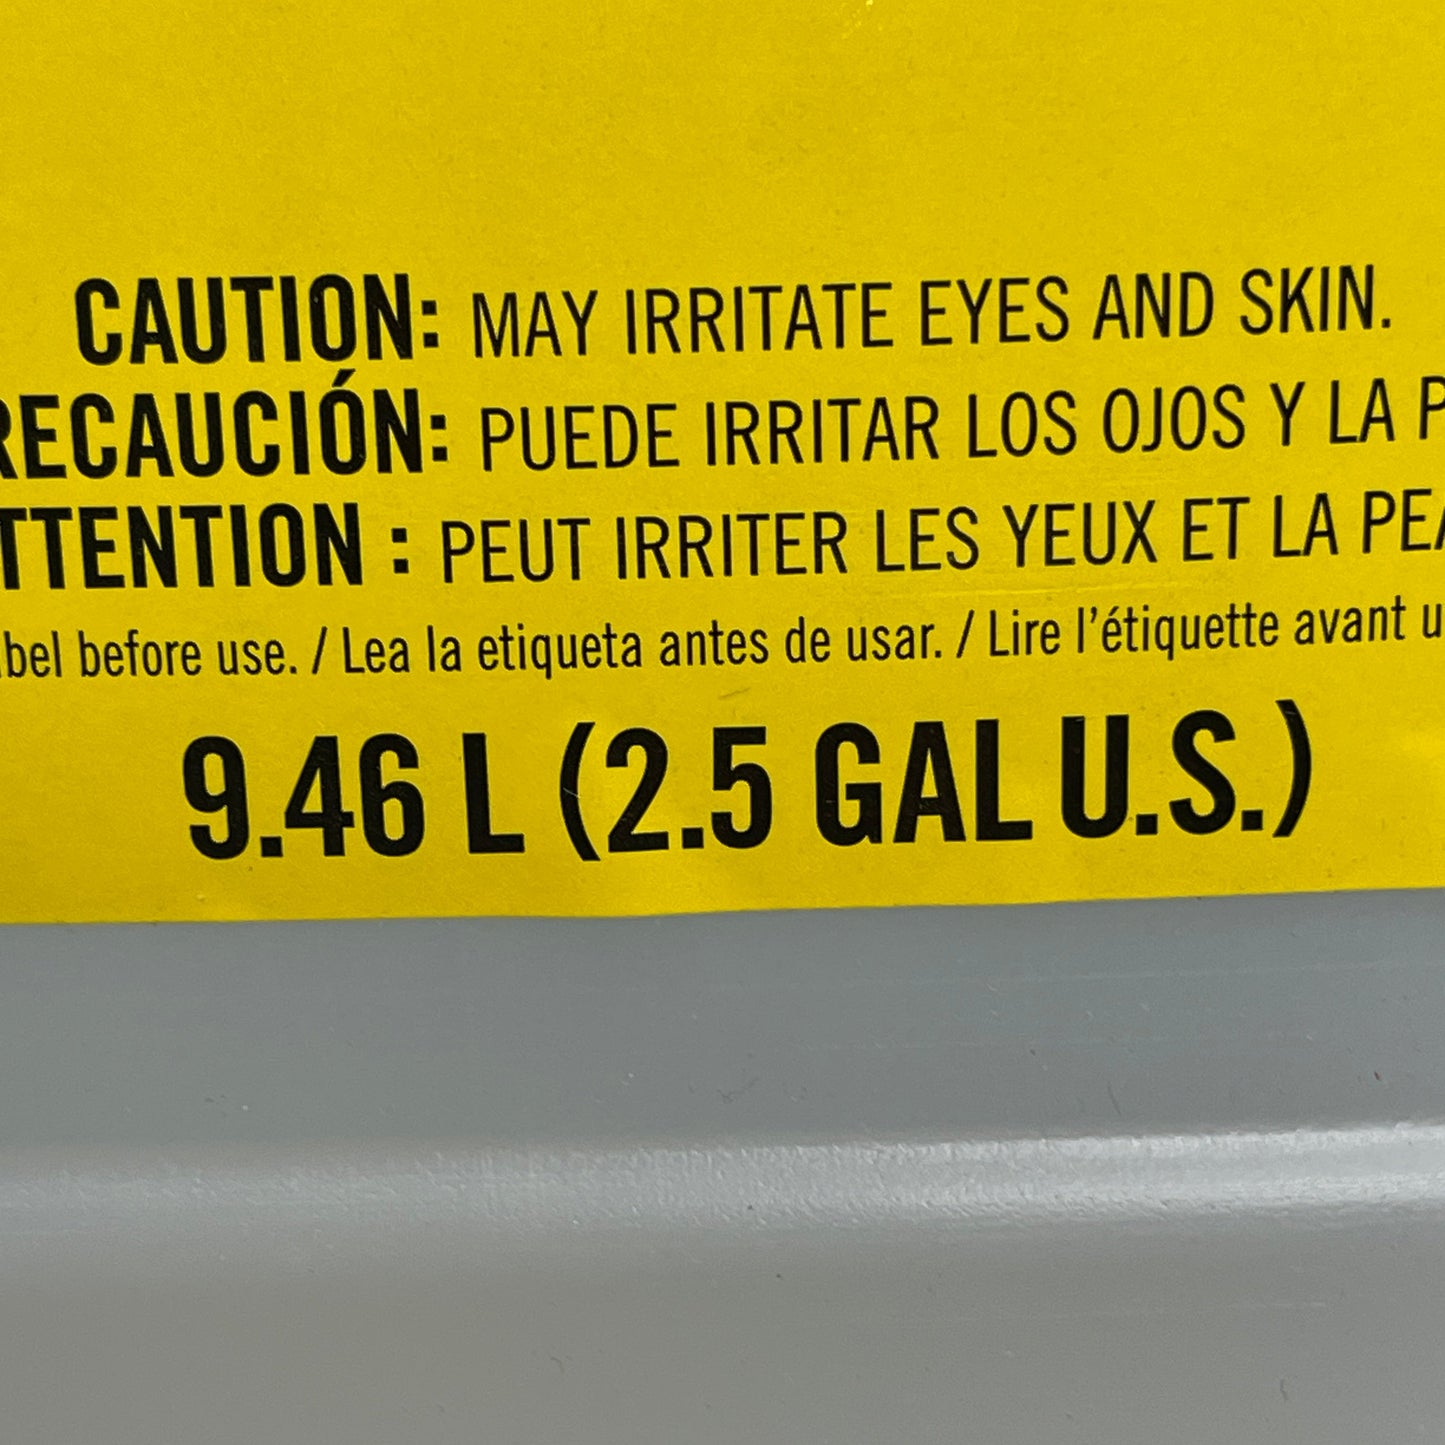 CAUTION: MAY IRRITATE EYES AND SKIN.
RECAUCIÓN: PUEDE IRRITAR LOS OJOS Y LA P
TTENTION : PEUT IRRITER LES YEUX ET LA PEA
bel before use. / Lea la etiqueta antes de usar. / Lire l'étiquette avant u
9.46 L (2.5 GAL U.S.)